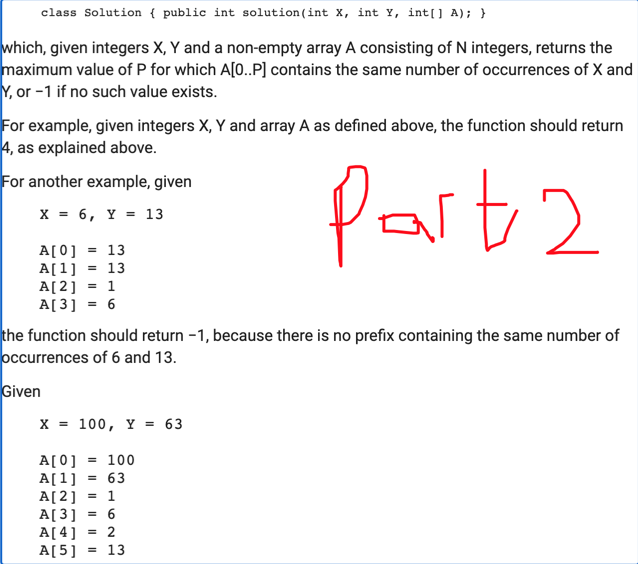 class Solution { public int solution(int X, int Y, int[] A); }
which, given integers X, Y and a non-empty array A consisting of N integers, returns the
maximum value of P for which A[0..P] contains the same number of occurrences of X and
Y, or −1 if no such value exists.
For example, given integers X, Y and array A as defined above, the function should return
4, as explained above.
For another example, given
Part 2
X = 6, Y = 13
A[0] = 13
A[1] = 13
A[2] = 1
A[3] = 6
the function should return −1, because there is no prefix containing the same number of
occurrences of 6 and 13.
Given
X = 100, Y = 63
A[0] = 100
A[1] = 63
A[2] = 1
A[3] = 6
A[4] = 2
A[5] = 13